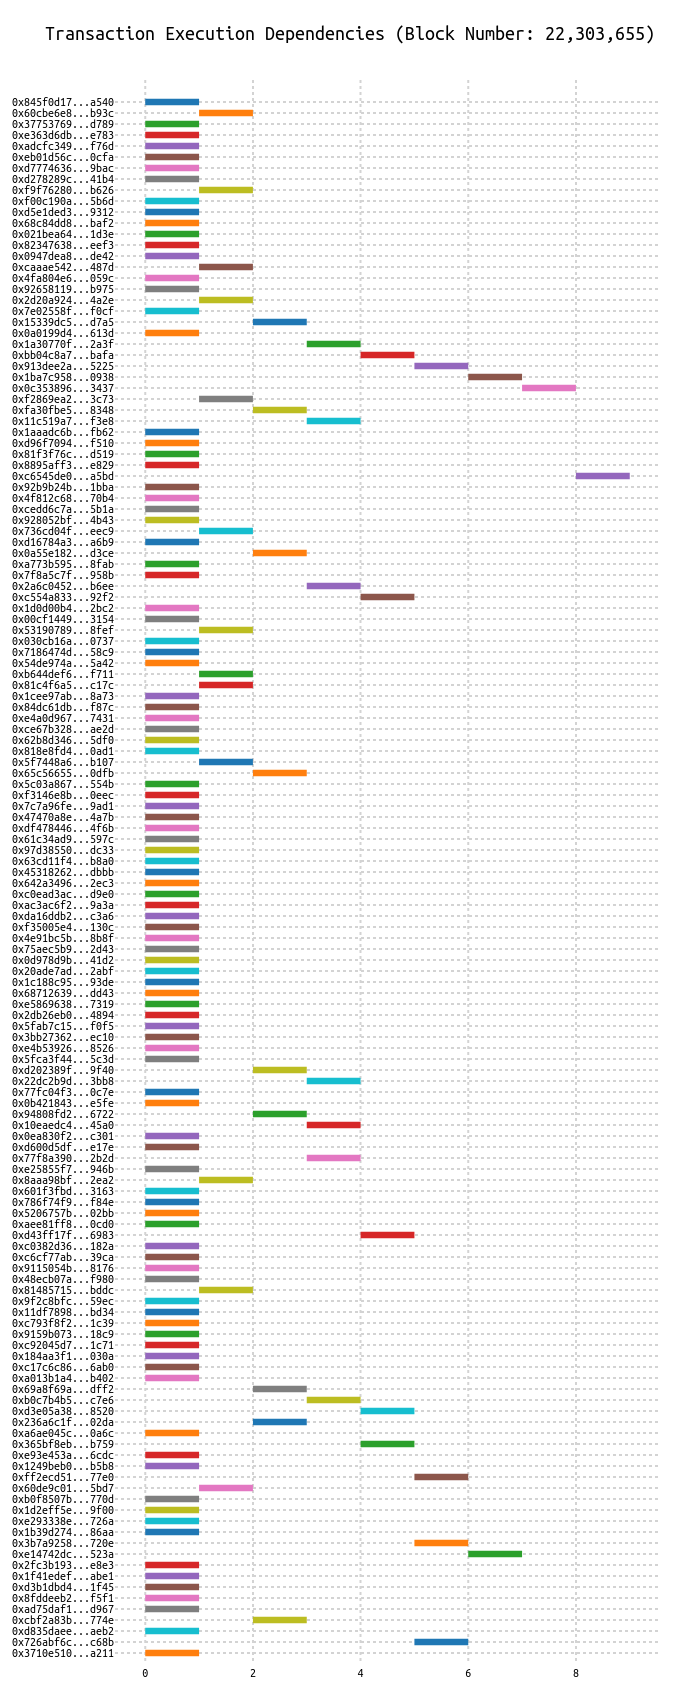 Transaction Execution Dependencies (Block Number: 22,303,655)
0x845f0d17...a540
0x60cbe6e8...b93c
0x37753769...d789
0xe363d6db...e783
0xadcfc349...f76d
0xeb01d56c...0cfa
0xd7774636...9bac
0xd278289c...41b4
0xf9f76280...b626
0xf00c190a...5b6d
0xd5e1ded3...9312
0x68c84dd8...baf2
0x021bea64...1d3e
0x82347638...eef3
0x0947dea8...de42
0xcaaae542...487d
0x4fa804e6...059c
0x92658119...b975
0x2d20a924...4a2e
0x7e02558f...f0cf
0x15339dc5...d7a5
0x0a0199d4...613d
0x1a30770f...2a3f
0xbb04c8a7...bafa
0x913dee2a...5225
0x1ba7c958...0938
0x0c353896...3437
0xf2869ea2...3c73
0xfa30fbe5...8348
0x11c519a7...f3e8
0x1aaadc6b...fb62
0xd96f7094...f510
0x81f3f76c...d519
0x8895aff3...e829
0xc6545de0...a5bd
0x92b9b24b...1bba
0x4f812c68...70b4
0xcedd6c7a...5b1a
0x928052bf...4b43
0x736cd04f...eec9
0xd16784a3...a6b9
0x0a55e182...d3ce
0xa773b595...8fab
0x7f8a5c7f...958b
0x2a6c0452...b6ee
0xc554a833...92f2
0x1d0d00b4...2bc2
0x00cf1449...3154
0x53190789...8fef
0x030cb16a...0737
0x7186474d...58c9
0x54de974a...5a42
0xb644def6...f711
0x81c4f6a5...c17c
0x1cee97ab...8a73
0x84dc61db...f87c
0xe4a0d967...7431
0xce67b328...ae2d
0x62b8d346...5df0
0x818e8fd4...0ad1
0x5f7448a6...b107
0x65c56655...0dfb
0x5c03a867...554b
0xf3146e8b...0eec
0x7c7a96fe...9ad1
0x47470a8e...4a7b
0xdf478446...4f6b
0x61c34ad9...597c
0x97d38550...dc33
0x63cd11f4...b8a0
0x45318262...dbbb
0x642a3496...2ec3
0xc0ead3ac...d9e0
0xac3ac6f2...9a3a
0xda16ddb2...c3a6
0xf35005e4...130c
0x4e91bc5b...8b8f
0x75aec5b9...2d43
0x0d978d9b...41d2
0x20ade7ad...2abf
0x1c188c95...93de
0x68712639...dd43
0xe5869638...7319
0x2db26eb0...4894
0x5fab7c15...f0f5
0x3bb27362...ec10
0xe4b53926...8526
0x5fca3f44...5c3d
0xd202389f...9f40
0x22dc2b9d...3bb8
0x77fc04f3...0c7e
0x0b421843...e5fe
0x94808fd2...6722
0x10eaedc4...45a0
0x0ea830f2...c301
0xd600d5df...e17e
0x77f8a390...2b2d
0xe25855f7...946b
0x8aaa98bf...2ea2
0x601f3fbd...3163
0x786f74f9...f84e
0x5206757b...02bb
0xaee81ff8...0cd0
0xd43ff17f...6983
0xc0382d36...182a
0xc6cf77ab...39ca
0x9115054b...8176
0x48ecb07a...f980
0x81485715...bddc
0x9f2c8bfc...59ec
0x11df7898...bd34
0xc793f8f2...1c39
0x9159b073...18c9
0xc92045d7...1c71
0x184aa3f1...030a
0xc17c6c86...6ab0
0xa013b1a4...b402
0x69a8f69a...dff2
0xb0c7b4b5...c7e6
0xd3e05a38...8520
0x236a6c1f...02da
0xa6ae045c...0a6c
0x365bf8eb...b759
0xe93e453a...6cdc
0x1249beb0...b5b8
0xff2ecd51...77e0
0x60de9c01...5bd7
0xb0f8507b...770d
0x1d2eff5e...9f00
0xe293338e...726a
0x1b39d274...86aa
0x3b7a9258...720e
0xe14742dc...523a
0x2fc3b193...e8e3
0x1f41edef...abe1
0xd3b1dbd4...1f45
0x8fddeeb2...f5f1
0xad75daf1...d967
0xcbf2a83b...774e
0xd835daee...aeb2
0x726abf6c...c68b
0x3710e510...a211
0 2 4 6 8